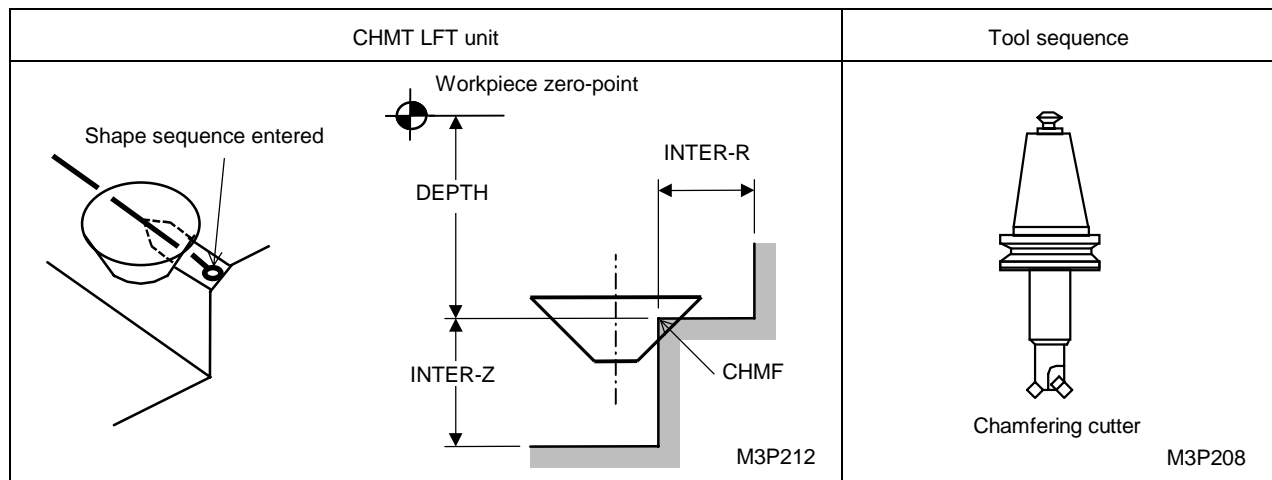 CHMT LFT unit
Tool sequence
Workpiece zero-point
Shape sequence entered
INTER-R
DEPTH
INTER-Z
CHMF
M3P212
Chamfering cutter
M3P208